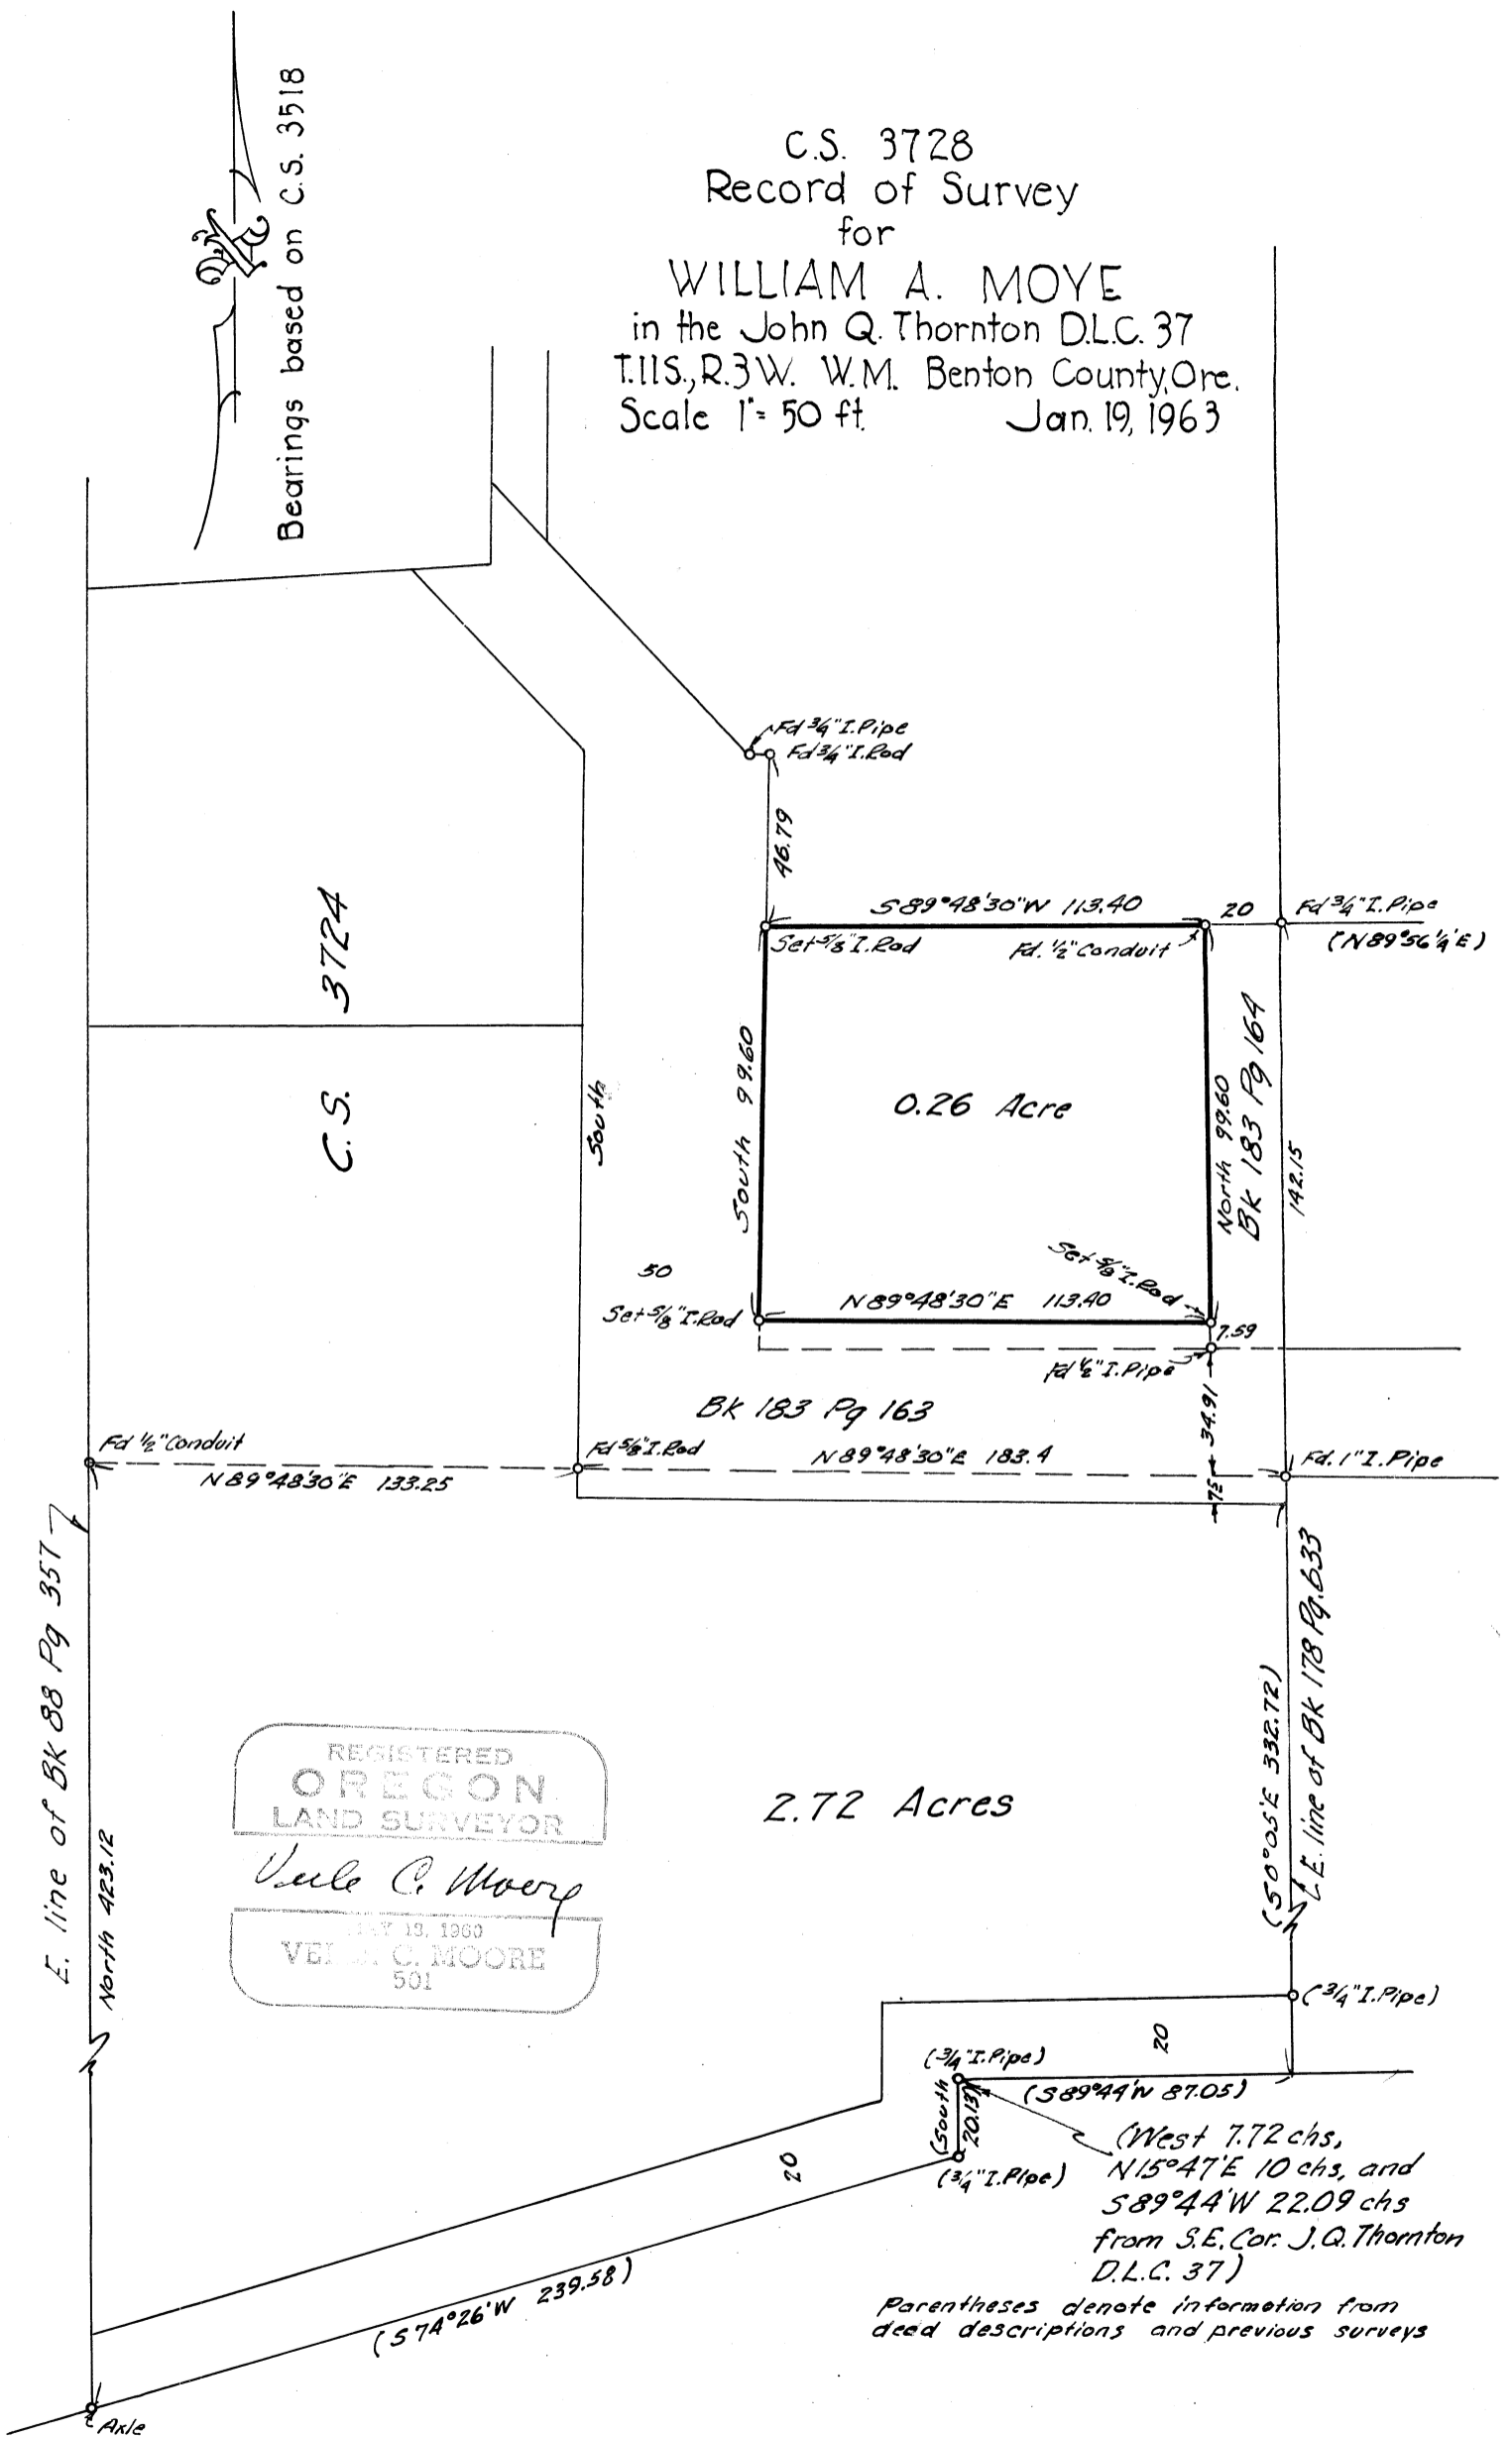 Bearings based on C.S. 3518
C.S. 3728
Record of Survey
for
WILLIAM A. MOYE
in the John Q. Thornton D.L.C. 37
T.11S., R.3W. W.M. Benton County, Ore.
Scale 1"= 50 ft. Jan. 19, 1963
Fd 3/4" I.Pipe
Fd 3/4" I.Rod
46.79
S89°48'30"W 113.40
20
Fd 3/4" I.Pipe
(N89°56¼'E)
Set 5/8" I.Rod
Fd. 1/2" Conduit
C.S. 3724
South
South 99.60
0.26 Acre
North 99.60
Bk 183 Pg 164
142.15
50
Set 5/8" I.Rod
Set 5/8" I.Rod
N89°48'30"E 113.40
7.59
Fd 1/2" I.Pipe
34.91
Bk 183 Pg 163
Fd 1/2" Conduit
N89°48'30"E 133.25
Fd 5/8" I.Rod
N89°48'30"E 183.4
Fd. 1" I.Pipe
7.5
E. line of Bk 88 Pg 357
North 423.12
(S0°05'E 332.72)
E. line of Bk 178 Pg. 633
2.72 Acres
REGISTERED
OREGON
LAND SURVEYOR
Verle C. Moore
13, 1960
C. MOORE
501
(3/4" I.Pipe)
20
(3/4" I.Pipe)
(S89°44'W 87.05)
(South
20.13)
(3/4" I.Pipe)
20
(West 7.72 chs,
N15°47'E 10 chs, and
S89°44'W 22.09 chs
from S.E. Cor. J.Q. Thornton
D.L.C. 37)
(S74°26'W 239.58)
Parentheses denote information from
deed descriptions and previous surveys
Axle